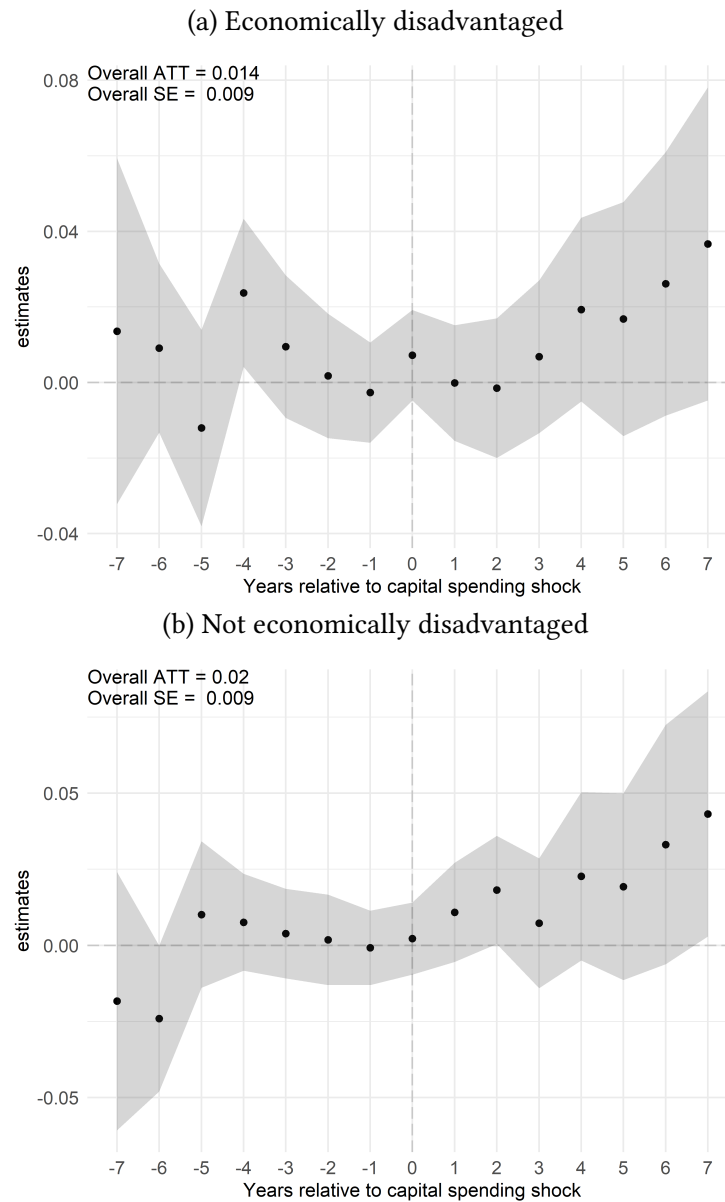 (a) Economically disadvantaged
Overall ATT = 0.014
Overall SE =  0.009
0.08
0.04
0.00
-0.04
estimates
-7 -6 -5 -4 -3 -2 -1 0 1 2 3 4 5 6 7
Years relative to capital spending shock
(b) Not economically disadvantaged
Overall ATT = 0.02
Overall SE =  0.009
0.05
0.00
-0.05
estimates
-7 -6 -5 -4 -3 -2 -1 0 1 2 3 4 5 6 7
Years relative to capital spending shock